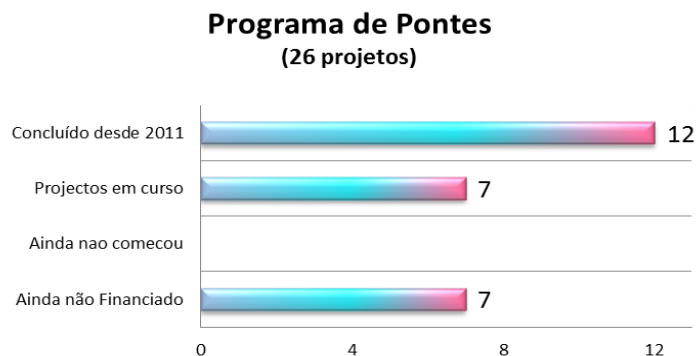 Programa de Pontes
(26 projetos)
Concluído desde 2011 12
Projectos em curso 7
Ainda nao comecou
Ainda não Financiado 7
0 4 8 12